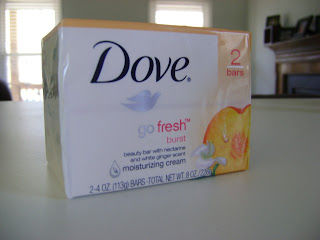 Dove®
2
bars
go fresh™
burst
beauty bar with nectarine
and white ginger scent
moisturizing cream
2-4 OZ. (113g) BARS-TOTAL NET WT. 8 OZ.